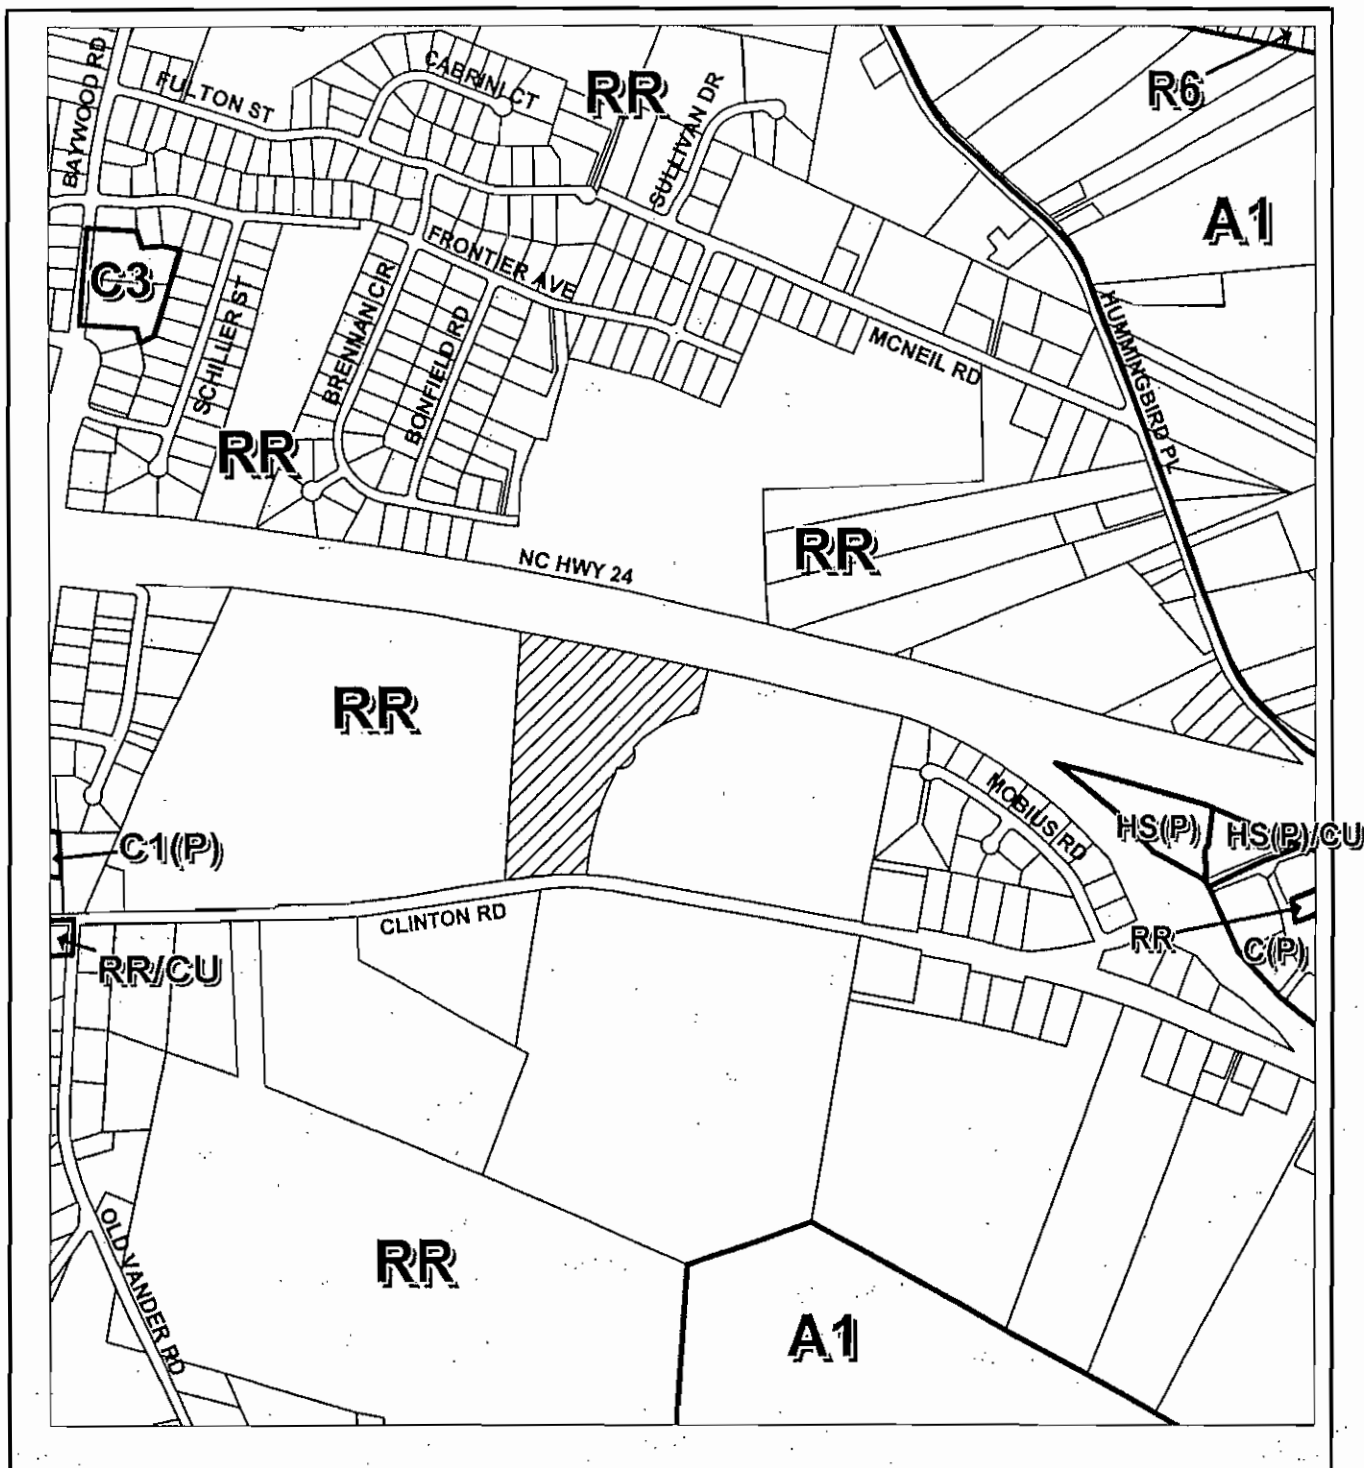 BAYWOOD RD
FULTON ST
CABRINI CT
RR
SULLIVAN DR
R6
A1
C3
SCHILLER ST
BRENNAN CIR
FRONTIER AVE
BONFIELD RD
MCNEIL RD
HUMMINGBIRD PL
RR
NC HWY 24
RR
RR
MOBIUS RD
HS(P)
HS(P)/CU
C1(P)
CLINTON RD
RR
C(P)
RR/CU
OLD VANDER RD
RR
A1